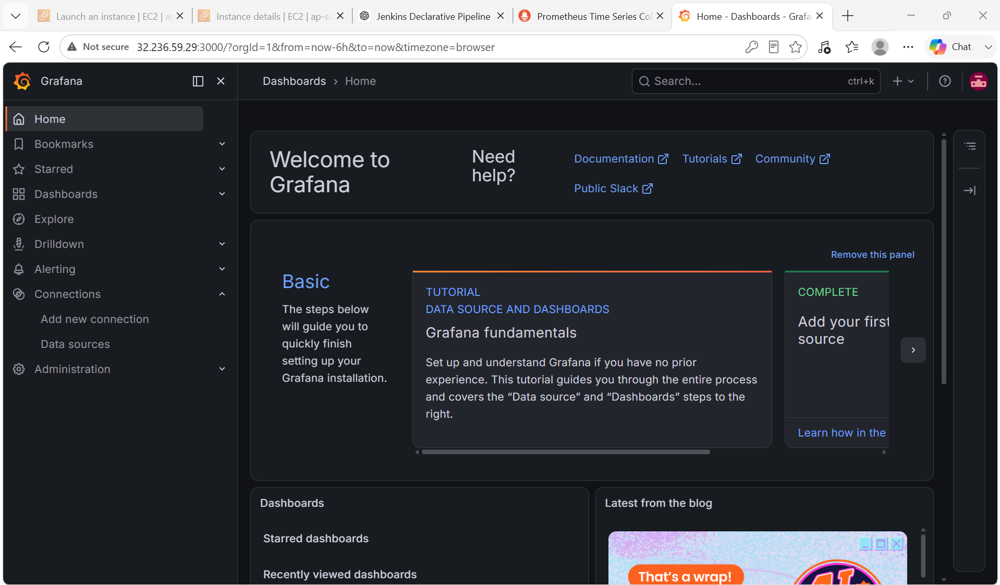 Launch an instance | EC2 | a
Instance details | EC2 | ap-so
Jenkins Declarative Pipeline
Prometheus Time Series Col
Home - Dashboards - Grafa
Not secure 32.236.59.29:3000/?orgId=1&from=now-6h&to=now&timezone=browser
Chat
Grafana
Dashboards › Home
Search... ctrl+k
Home
Bookmarks
Starred
Dashboards
Explore
Drilldown
Alerting
Connections
Add new connection
Data sources
Administration
Welcome to
Grafana
Need
help?
Documentation
Tutorials
Community
Public Slack
Remove this panel
Basic
The steps below
will guide you to
quickly finish
setting up your
Grafana installation.
TUTORIAL
DATA SOURCE AND DASHBOARDS
Grafana fundamentals
Set up and understand Grafana if you have no prior
experience. This tutorial guides you through the entire process
and covers the “Data source” and “Dashboards” steps to the
right.
COMPLETE
Add your first
source
Learn how in the
Dashboards
Starred dashboards
Recently viewed dashboards
Latest from the blog
That's a wrap!